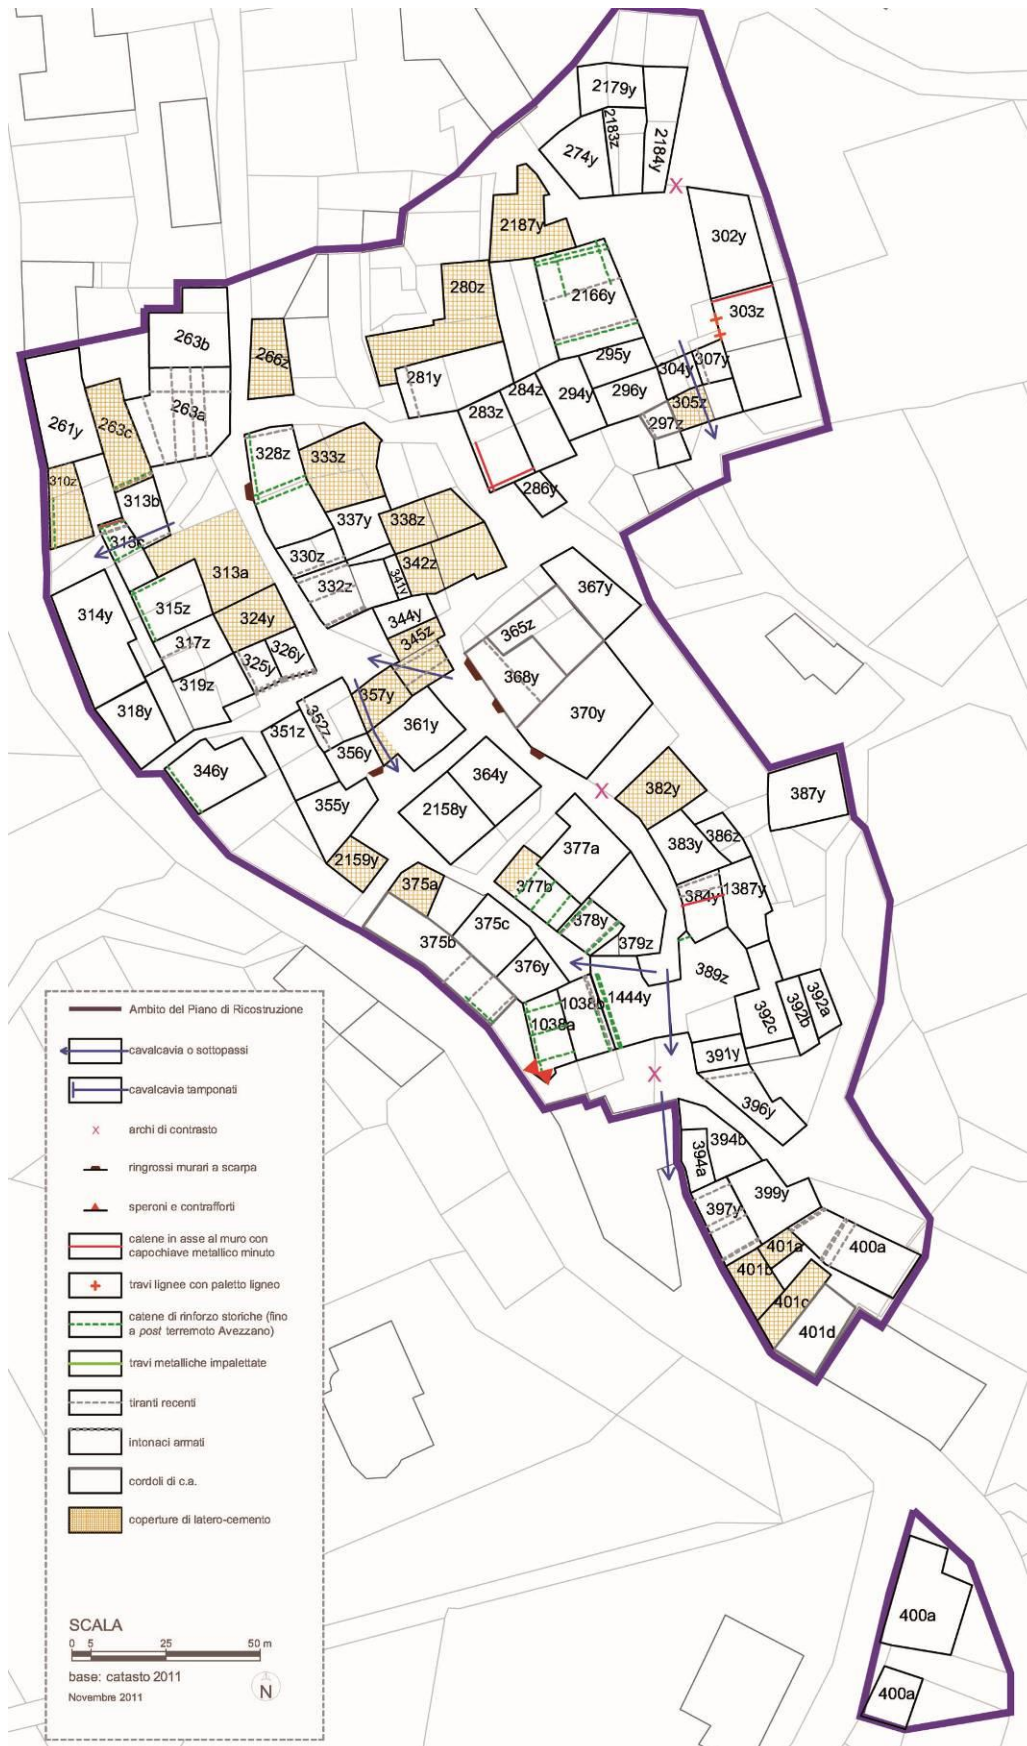 2179y
2183z
2184y
274y
2187y
302y
280z
2166y
303z
263b
266z
295y
304y
307y
281y
284z
294y
296y
305z
263a
283z
297z
261y
263c
328z
333z
310z
286y
313b
337y
338z
313c
330z
342z
313a
332z
341y
367y
314y
315z
324y
344y
365z
317z
326y
345z
325y
368y
319z
357y
318y
352z
361y
370y
351z
356y
346y
364y
382y
387y
355y
2158y
377a
383y
386z
2159y
375a
377b
384y
1387y
375c
378y
375b
379z
376y
389z
1038b
1444y
392a
392b
392c
1038a
391y
396y
394b
394a
399y
397y
401a
400a
401b
401c
401d
Ambito del Piano di Ricostruzione
cavalcavia o sottopassi
cavalcavia tamponati
archi di contrasto
ringrossi murari a scarpa
speroni e contrafforti
catene in asse al muro con
capochiave metallico minuto
travi lignee con paletto ligneo
catene di rinforzo storiche (fino
a post terremoto Avezzano)
travi metalliche impalettate
tiranti recenti
intonaci armati
cordoli di c.a.
coperture di latero-cemento
SCALA
0 5 25 50 m
base: catasto 2011
Novembre 2011
N
400a
400a